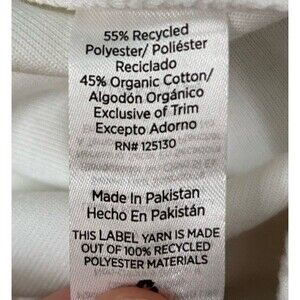 55% Recycled
Polyester/ Poliéster
Reciclado
45% Organic Cotton/
Algodón Orgánico
Exclusive of Trim
Excepto Adorno
RN# 125130
Made In Pakistan
Hecho En Pakistán
THIS LABEL YARN IS MADE
OUT OF 100% RECYCLED
POLYESTER MATERIALS